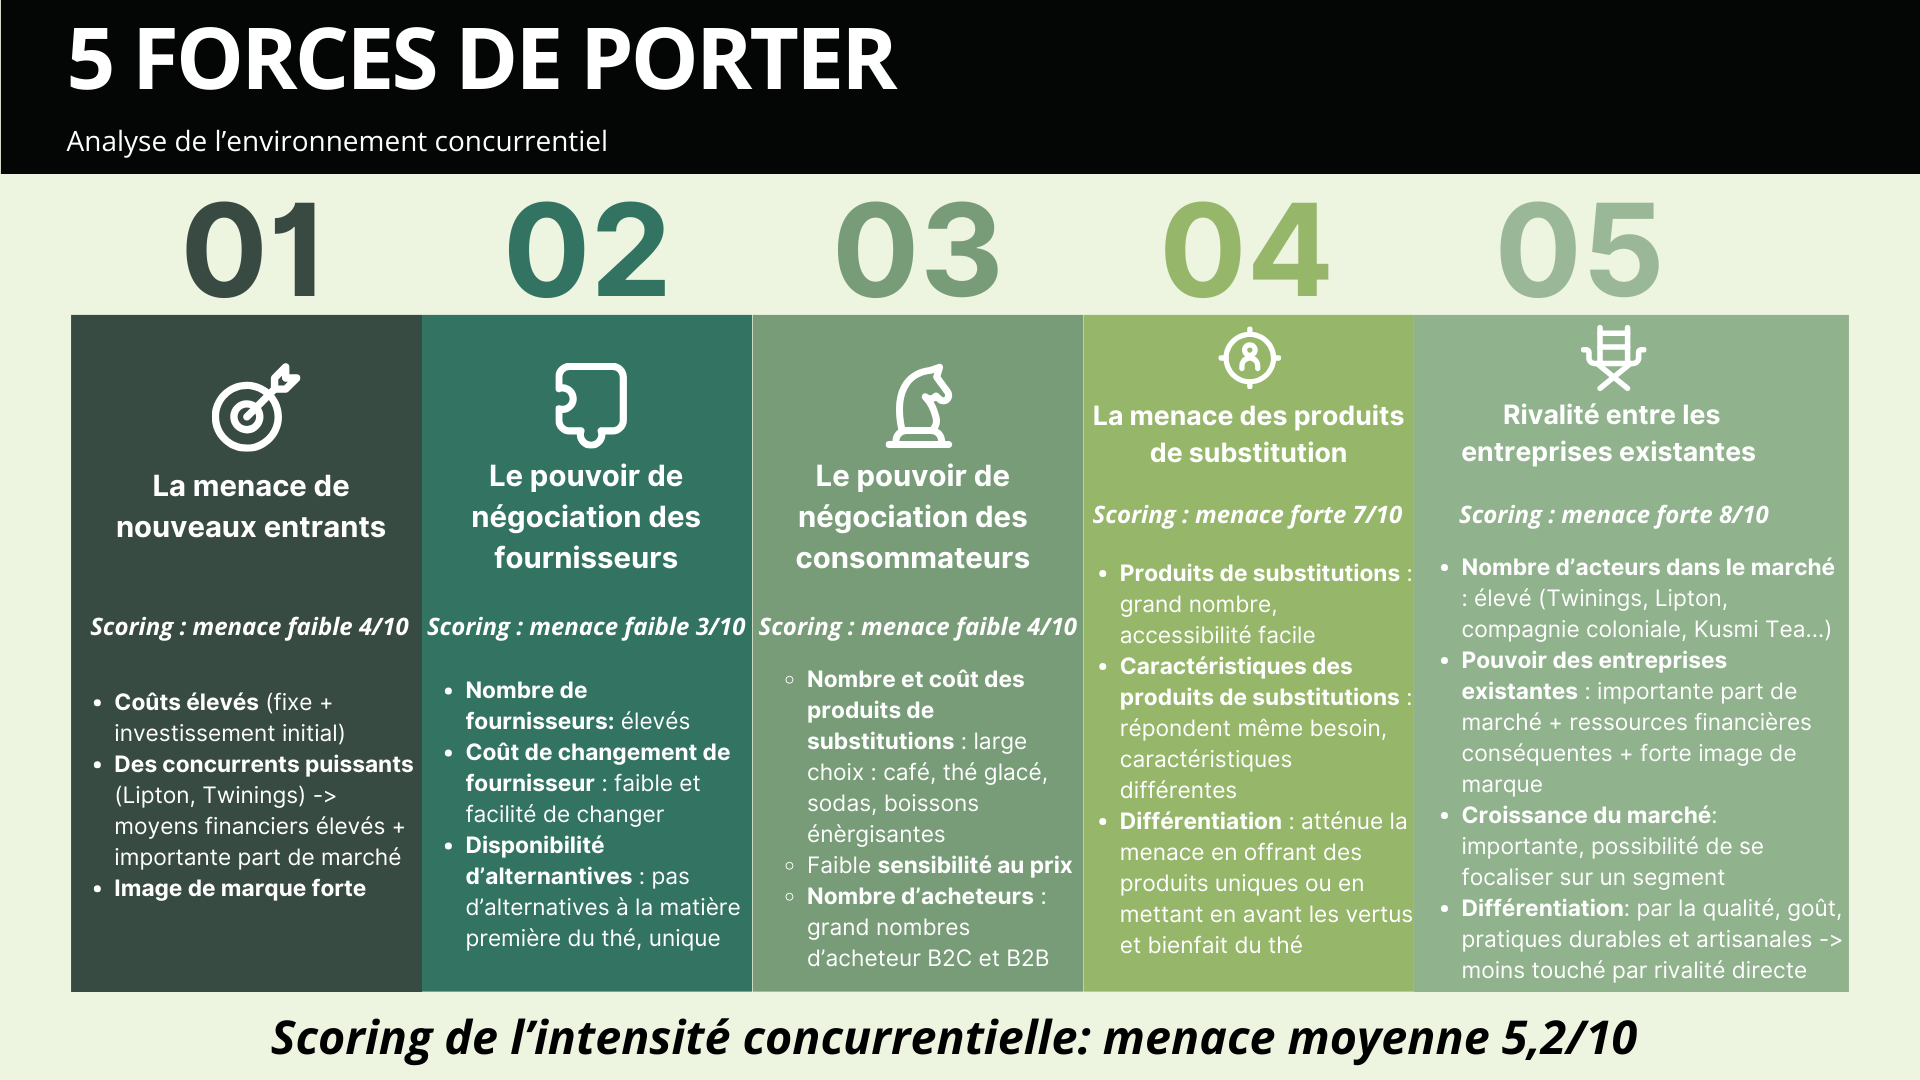 5 FORCES DE PORTER
Analyse de l’environnement concurrentiel
01
La menace de
nouveaux entrants
Scoring : menace faible 4/10
• Coûts élevés (fixe +
investissement initial)
• Des concurrents puissants
(Lipton, Twinings) ->
moyens financiers élevés +
importante part de marché
• Image de marque forte
02
Le pouvoir de
négociation des
fournisseurs
Scoring : menace faible 3/10
• Nombre de
fournisseurs: élevés
• Coût de changement de
fournisseur : faible et
facilité de changer
• Disponibilité
d’alternantives : pas
d’alternatives à la matière
première du thé, unique
03
Le pouvoir de
négociation des
consommateurs
Scoring : menace faible 4/10
◦ Nombre et coût des
produits de
substitutions : large
choix : café, thé glacé,
sodas, boissons
énèrgisantes
◦ Faible sensibilité au prix
◦ Nombre d’acheteurs :
grand nombres
d’acheteur B2C et B2B
04
La menace des produits
de substitution
Scoring : menace forte 7/10
• Produits de substitutions :
grand nombre,
accessibilité facile
• Caractéristiques des
produits de substitutions :
répondent même besoin,
caractéristiques
différentes
• Différentiation : atténue la
menace en offrant des
produits uniques ou en
mettant en avant les vertus
et bienfait du thé
05
Rivalité entre les
entreprises existantes
Scoring : menace forte 8/10
• Nombre d’acteurs dans le marché
: élevé (Twinings, Lipton,
compagnie coloniale, Kusmi Tea...)
• Pouvoir des entreprises
existantes : importante part de
marché + ressources financières
conséquentes + forte image de
marque
• Croissance du marché:
importante, possibilité de se
focaliser sur un segment
• Différentiation: par la qualité, goût,
pratiques durables et artisanales ->
moins touché par rivalité directe
Scoring de l’intensité concurrentielle: menace moyenne 5,2/10